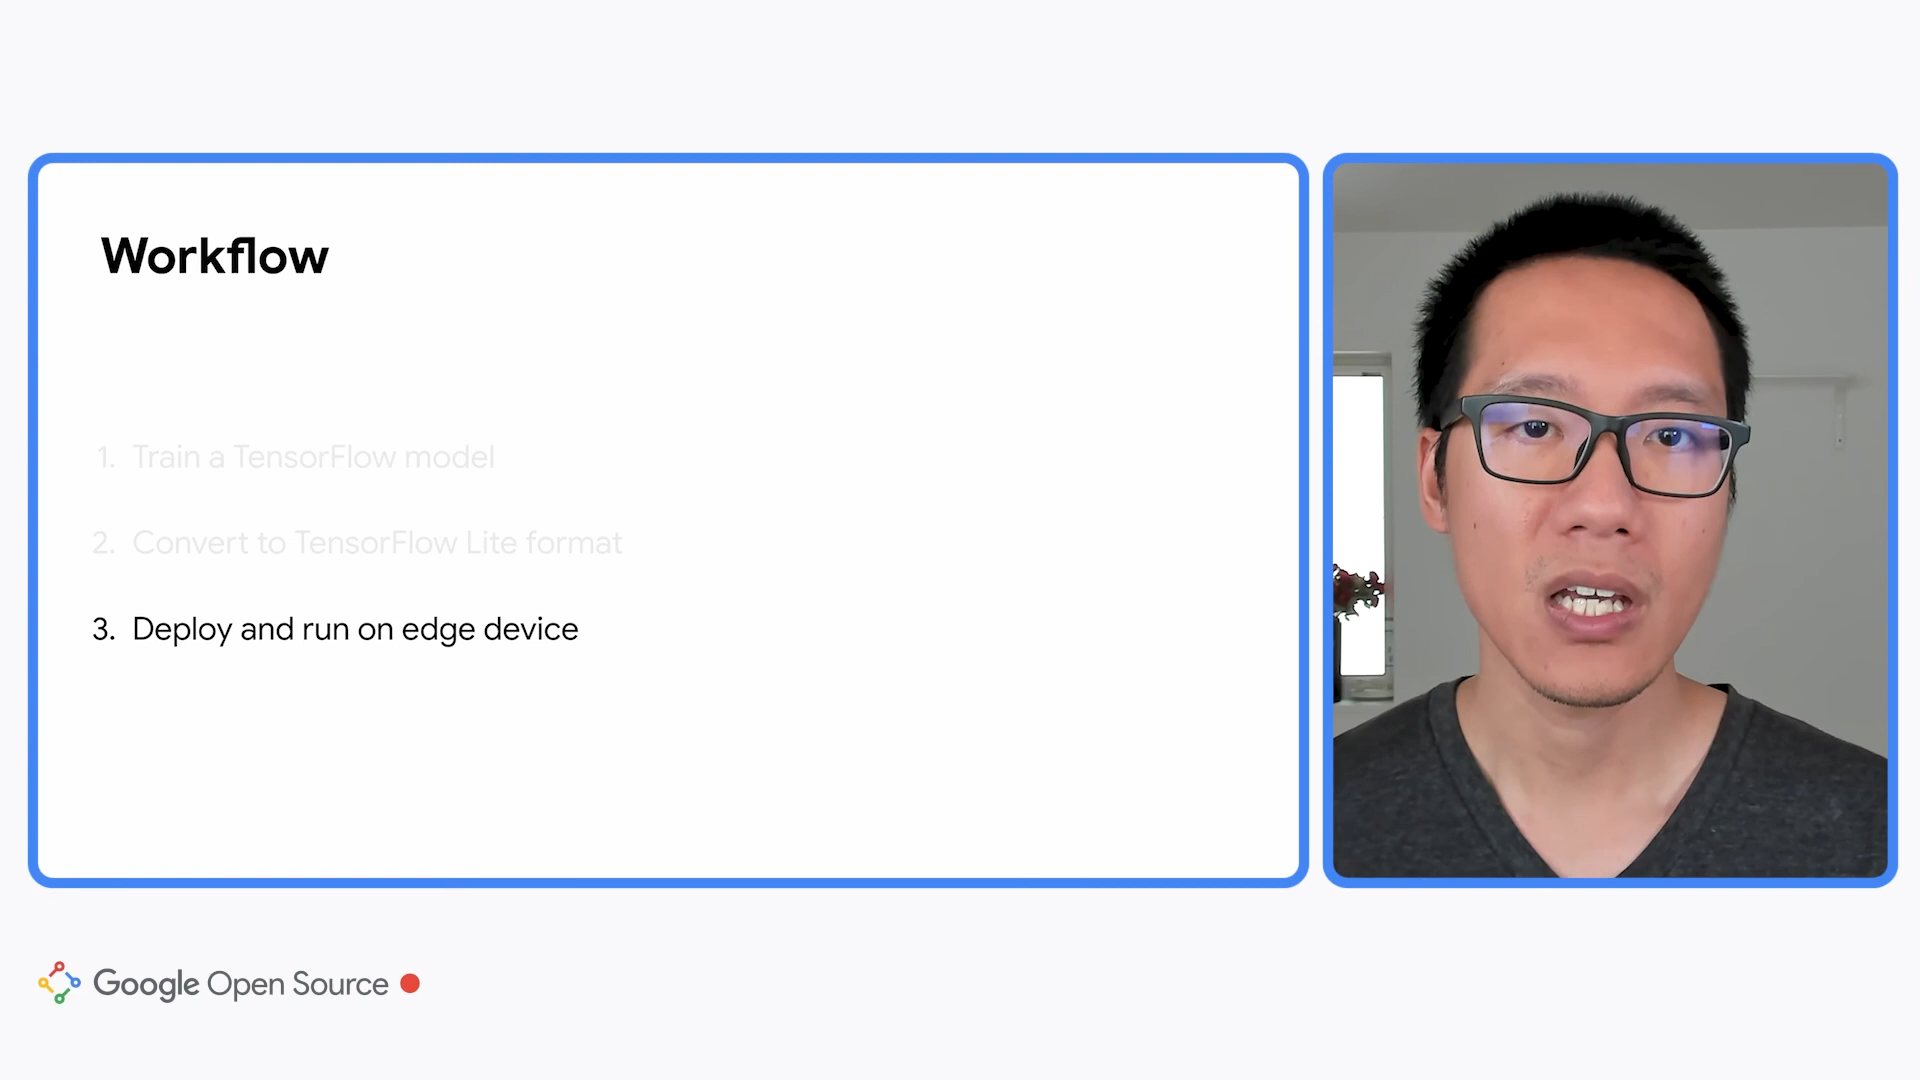 Workflow
1. Train a TensorFlow model
2. Convert to TensorFlow Lite format
3. Deploy and run on edge device
Google Open Source